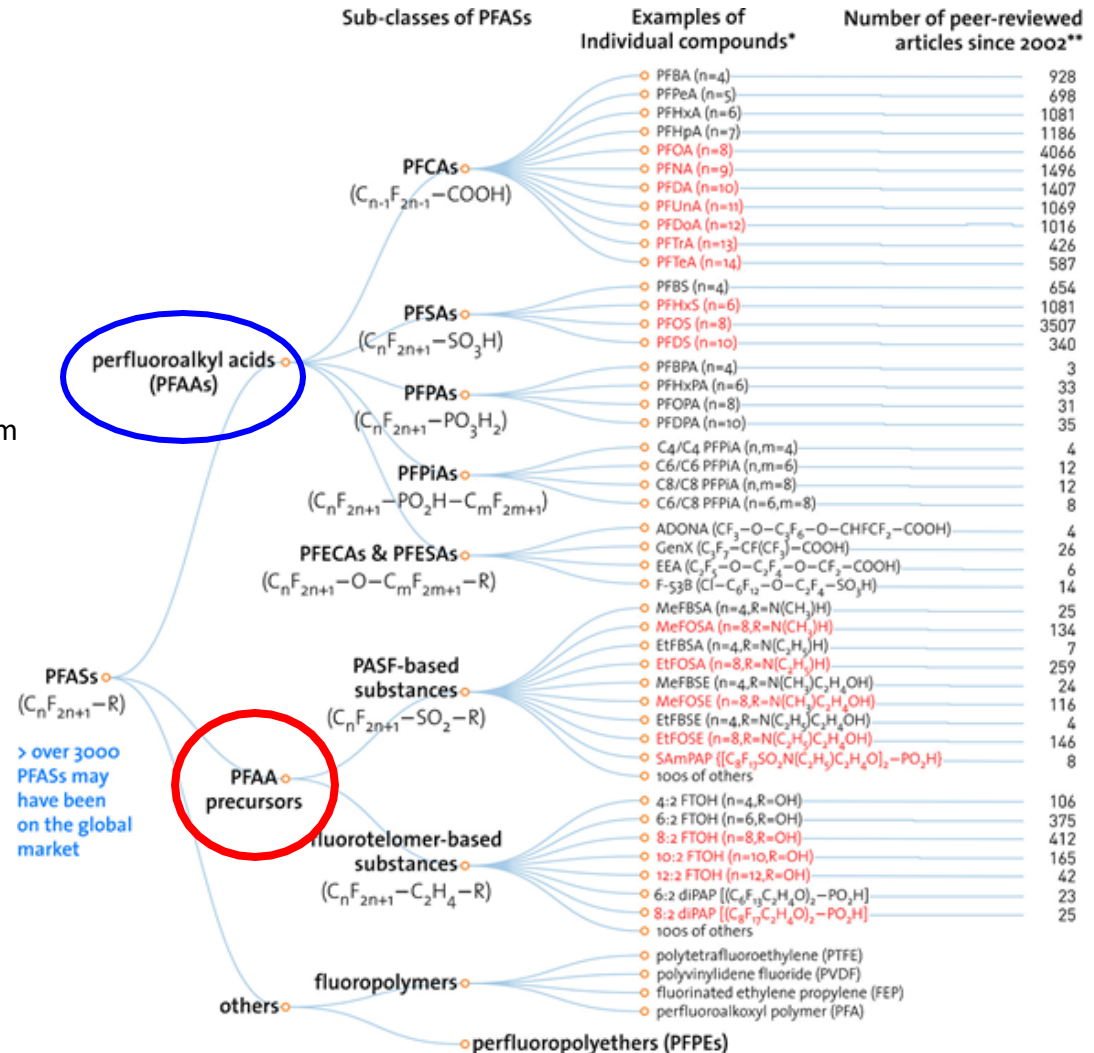 Sub-classes of PFASs
Examples of
Individual compounds*
Number of peer-reviewed
articles since 2002**
PFBA (n=4) 928
PFPeA (n=5) 698
PFHxA (n=6) 1081
PFHpA (n=7) 1186
PFOA (n=8) 4066
PFNA (n=9) 1496
PFDA (n=10) 1407
PFUnA (n=11) 1069
PFDoA (n=12) 1016
PFTrA (n=13) 426
PFTeA (n=14) 587
PFCAs
(Cn-1F2n-1–COOH)
PFBS (n=4) 654
PFHxS (n=6) 1081
PFOS (n=8) 3507
PFDS (n=10) 340
PFSAs
(CnF2n+1–SO3H)
perfluoroalkyl acids
(PFAAs)
PFBPA (n=4) 3
PFHxPA (n=6) 33
PFOPA (n=8) 31
PFDPA (n=10) 35
PFPAs
(CnF2n+1–PO3H2)
m
C4/C4 PFPiA (n,m=4) 4
C6/C6 PFPiA (n,m=6) 12
C8/C8 PFPiA (n,m=8) 12
C6/C8 PFPiA (n=6,m=8) 8
PFPiAs
(CnF2n+1–PO2H–CmF2m+1)
ADONA (CF3–O–C3F6–O–CHFCF2–COOH) 4
GenX (C3F7–CF(CF3)–COOH) 26
EEA (C2F5–O–C2F4–O–CF2–COOH) 6
F-53B (Cl–C6F12–O–C2F4–SO3H) 14
PFECAs & PFESAs
(CnF2n+1–O–CmF2m+1–R)
MeFBSA (n=4,R=N(CH3)H) 25
MeFOSA (n=8,R=N(CH3)H) 134
EtFBSA (n=4,R=N(C2H5)H) 7
EtFOSA (n=8,R=N(C2H5)H) 259
MeFBSE (n=4,R=N(CH3)C2H4OH) 24
MeFOSE (n=8,R=N(CH3)C2H4OH) 116
EtFBSE (n=4,R=N(C2H5)C2H4OH) 4
EtFOSE (n=8,R=N(C2H5)C2H4OH) 146
SAmPAP {[C8F17SO2N(C2H5)C2H4O]2–PO2H} 8
100s of others
PASF-based
substances
(CnF2n+1–SO2–R)
PFASs
(CnF2n+1–R)
> over 3000
PFASs may
have been
on the global
market
PFAA
precursors
4:2 FTOH (n=4,R=OH) 106
6:2 FTOH (n=6,R=OH) 375
8:2 FTOH (n=8,R=OH) 412
10:2 FTOH (n=10,R=OH) 165
12:2 FTOH (n=12,R=OH) 42
6:2 diPAP [(C6F13C2H4O)2–PO2H] 23
8:2 diPAP [(C8F17C2H4O)2–PO2H] 25
100s of others
fluorotelomer-based
substances
(CnF2n+1–C2H4–R)
others
fluoropolymers
polytetrafluoroethylene (PTFE)
polyvinylidene fluoride (PVDF)
fluorinated ethylene propylene (FEP)
perfluoroalkoxyl polymer (PFA)
perfluoropolyethers (PFPEs)